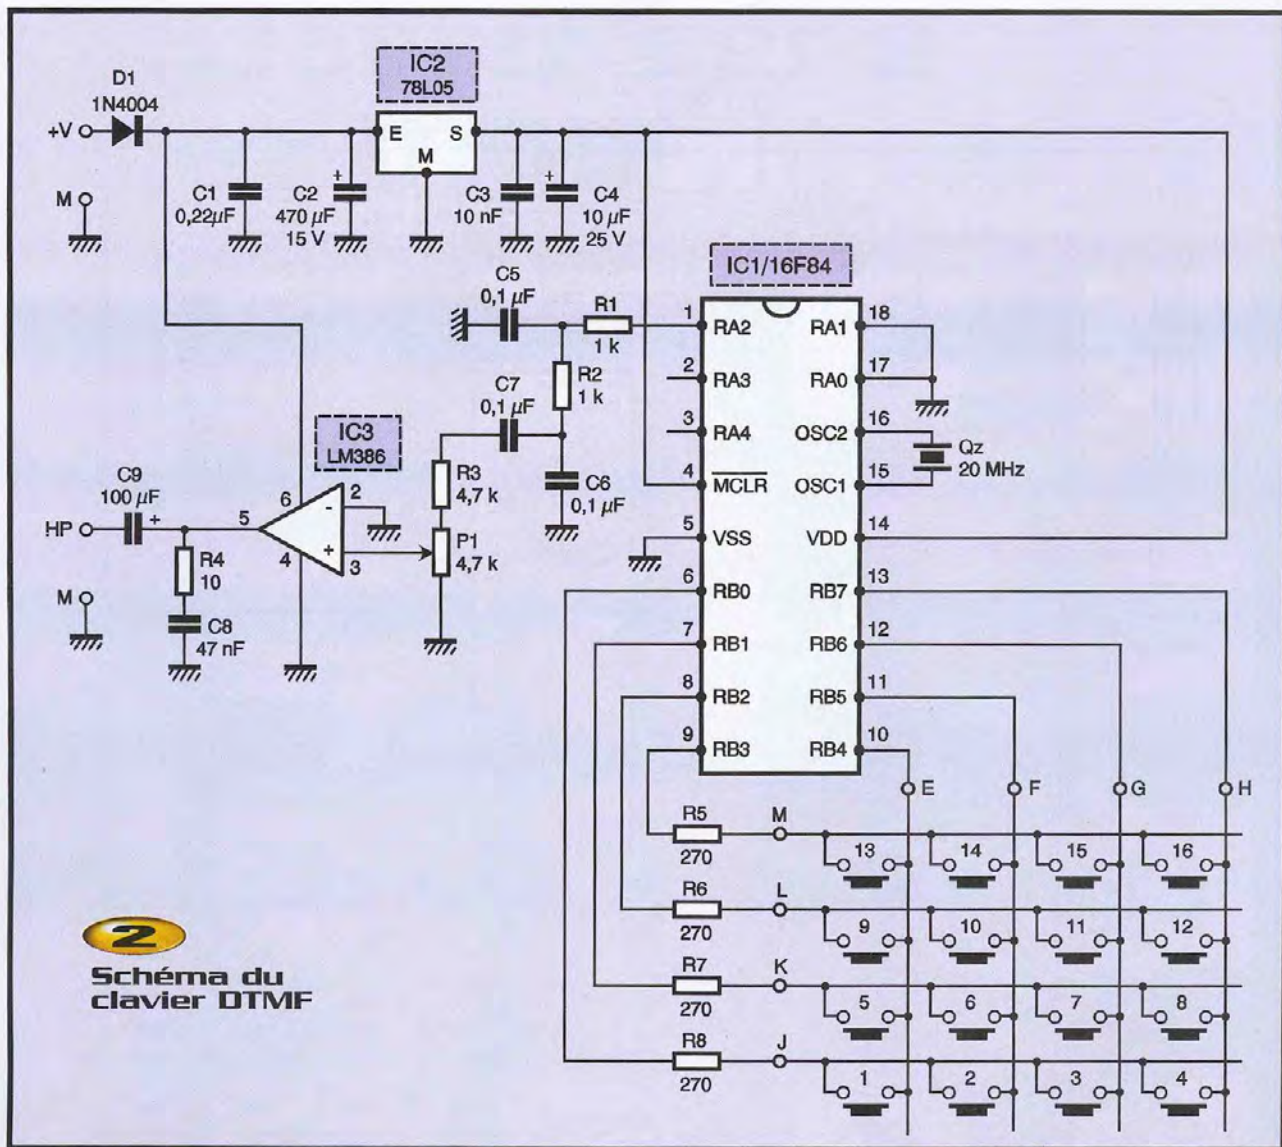 D1
1N4004
+V
M
C1
0,22µF
C2
470 µF
15 V
+
IC2
78L05
E
S
M
C3
10 nF
C4
10 µF
25 V
+
C5
0,1 µF
R1
1 k
R2
1 k
C7
0,1 µF
C6
0,1 µF
R3
4,7 k
P1
4,7 k
IC3
LM386
6
2
-
5
4
+
3
C9
100 µF
+
HP
R4
10
C8
47 nF
M
IC1/16F84
1
RA2
RA1
18
2
RA3
RA0
17
3
RA4
OSC2
16
4
MCLR
OSC1
15
Qz
20 MHz
5
VSS
VDD
14
6
RB0
RB7
13
7
RB1
RB6
12
8
RB2
RB5
11
9
RB3
RB4
10
E
F
G
H
R5
270
M
13
14
15
16
R6
270
L
9
10
11
12
R7
270
K
5
6
7
8
R8
270
J
1
2
3
4
2
Schéma du
clavier DTMF